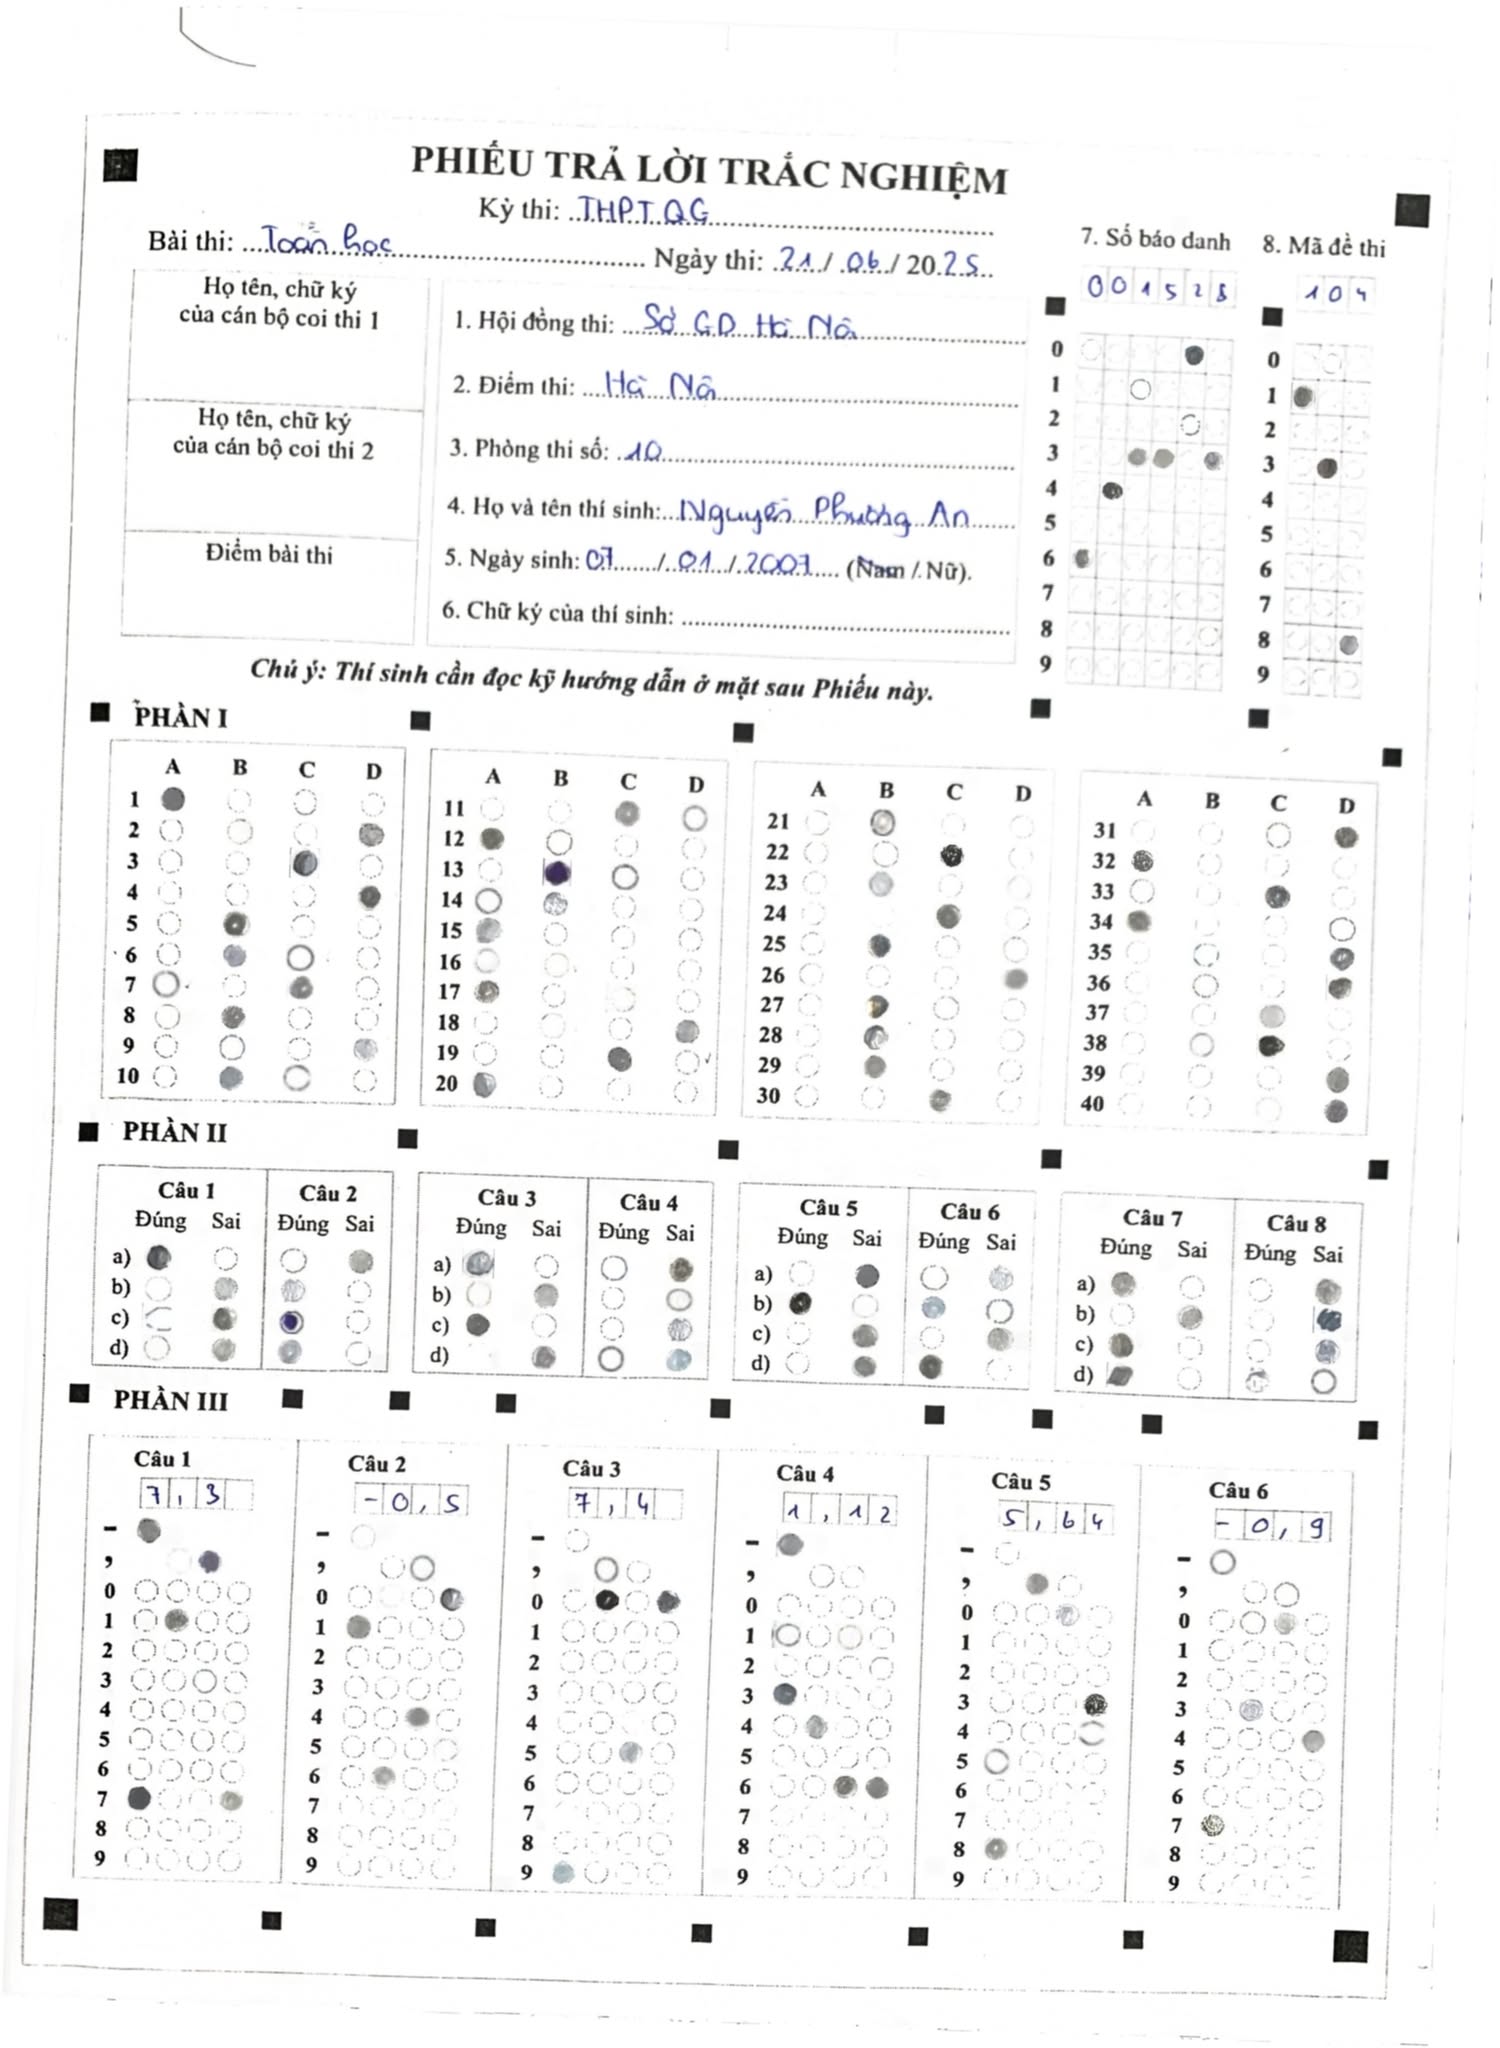 PHIẾU TRẢ LỜI TRẮC NGHIỆM
Kỳ thi: THPT QG
Bài thi: Toán học
Ngày thi: 21 / 06 / 2025
7. Số báo danh
8. Mã đề thi
001528
104
Họ tên, chữ ký
của cán bộ coi thi 1
Họ tên, chữ ký
của cán bộ coi thi 2
Điểm bài thi
1. Hội đồng thi: Sở GD Hà Nôi
2. Điểm thi: Hà Nôi
3. Phòng thi số: 10
4. Họ và tên thí sinh: Nguyễn Phương An
5. Ngày sinh: 07 / 01 / 2007 (Nam / Nữ).
6. Chữ ký của thí sinh:
0 0
1 1
2 2
3 3
4 4
5 5
6 6
7 7
8 8
9 9
Chú ý: Thí sinh cần đọc kỹ hướng dẫn ở mặt sau Phiếu này.
PHẦN I
A B C D
1
2
3
4
5
6
7
8
9
10
A B C D
11
12
13
14
15
16
17
18
19
20
A B C D
21
22
23
24
25
26
27
28
29
30
A B C D
31
32
33
34
35
36
37
38
39
40
PHẦN II
Câu 1 Câu 2
Đúng Sai Đúng Sai
a)
b)
c)
d)
Câu 3 Câu 4
Đúng Sai Đúng Sai
a)
b)
c)
d)
Câu 5 Câu 6
Đúng Sai Đúng Sai
a)
b)
c)
d)
Câu 7 Câu 8
Đúng Sai Đúng Sai
a)
b)
c)
d)
PHẦN III
Câu 1
7,3
-
,
0
1
2
3
4
5
6
7
8
9
Câu 2
-0,5
-
,
0
1
2
3
4
5
6
7
8
9
Câu 3
7,4
-
,
0
1
2
3
4
5
6
7
8
9
Câu 4
1,12
-
,
0
1
2
3
4
5
6
7
8
9
Câu 5
5,64
-
,
0
1
2
3
4
5
6
7
8
9
Câu 6
-0,9
-
,
0
1
2
3
4
5
6
7
8
9